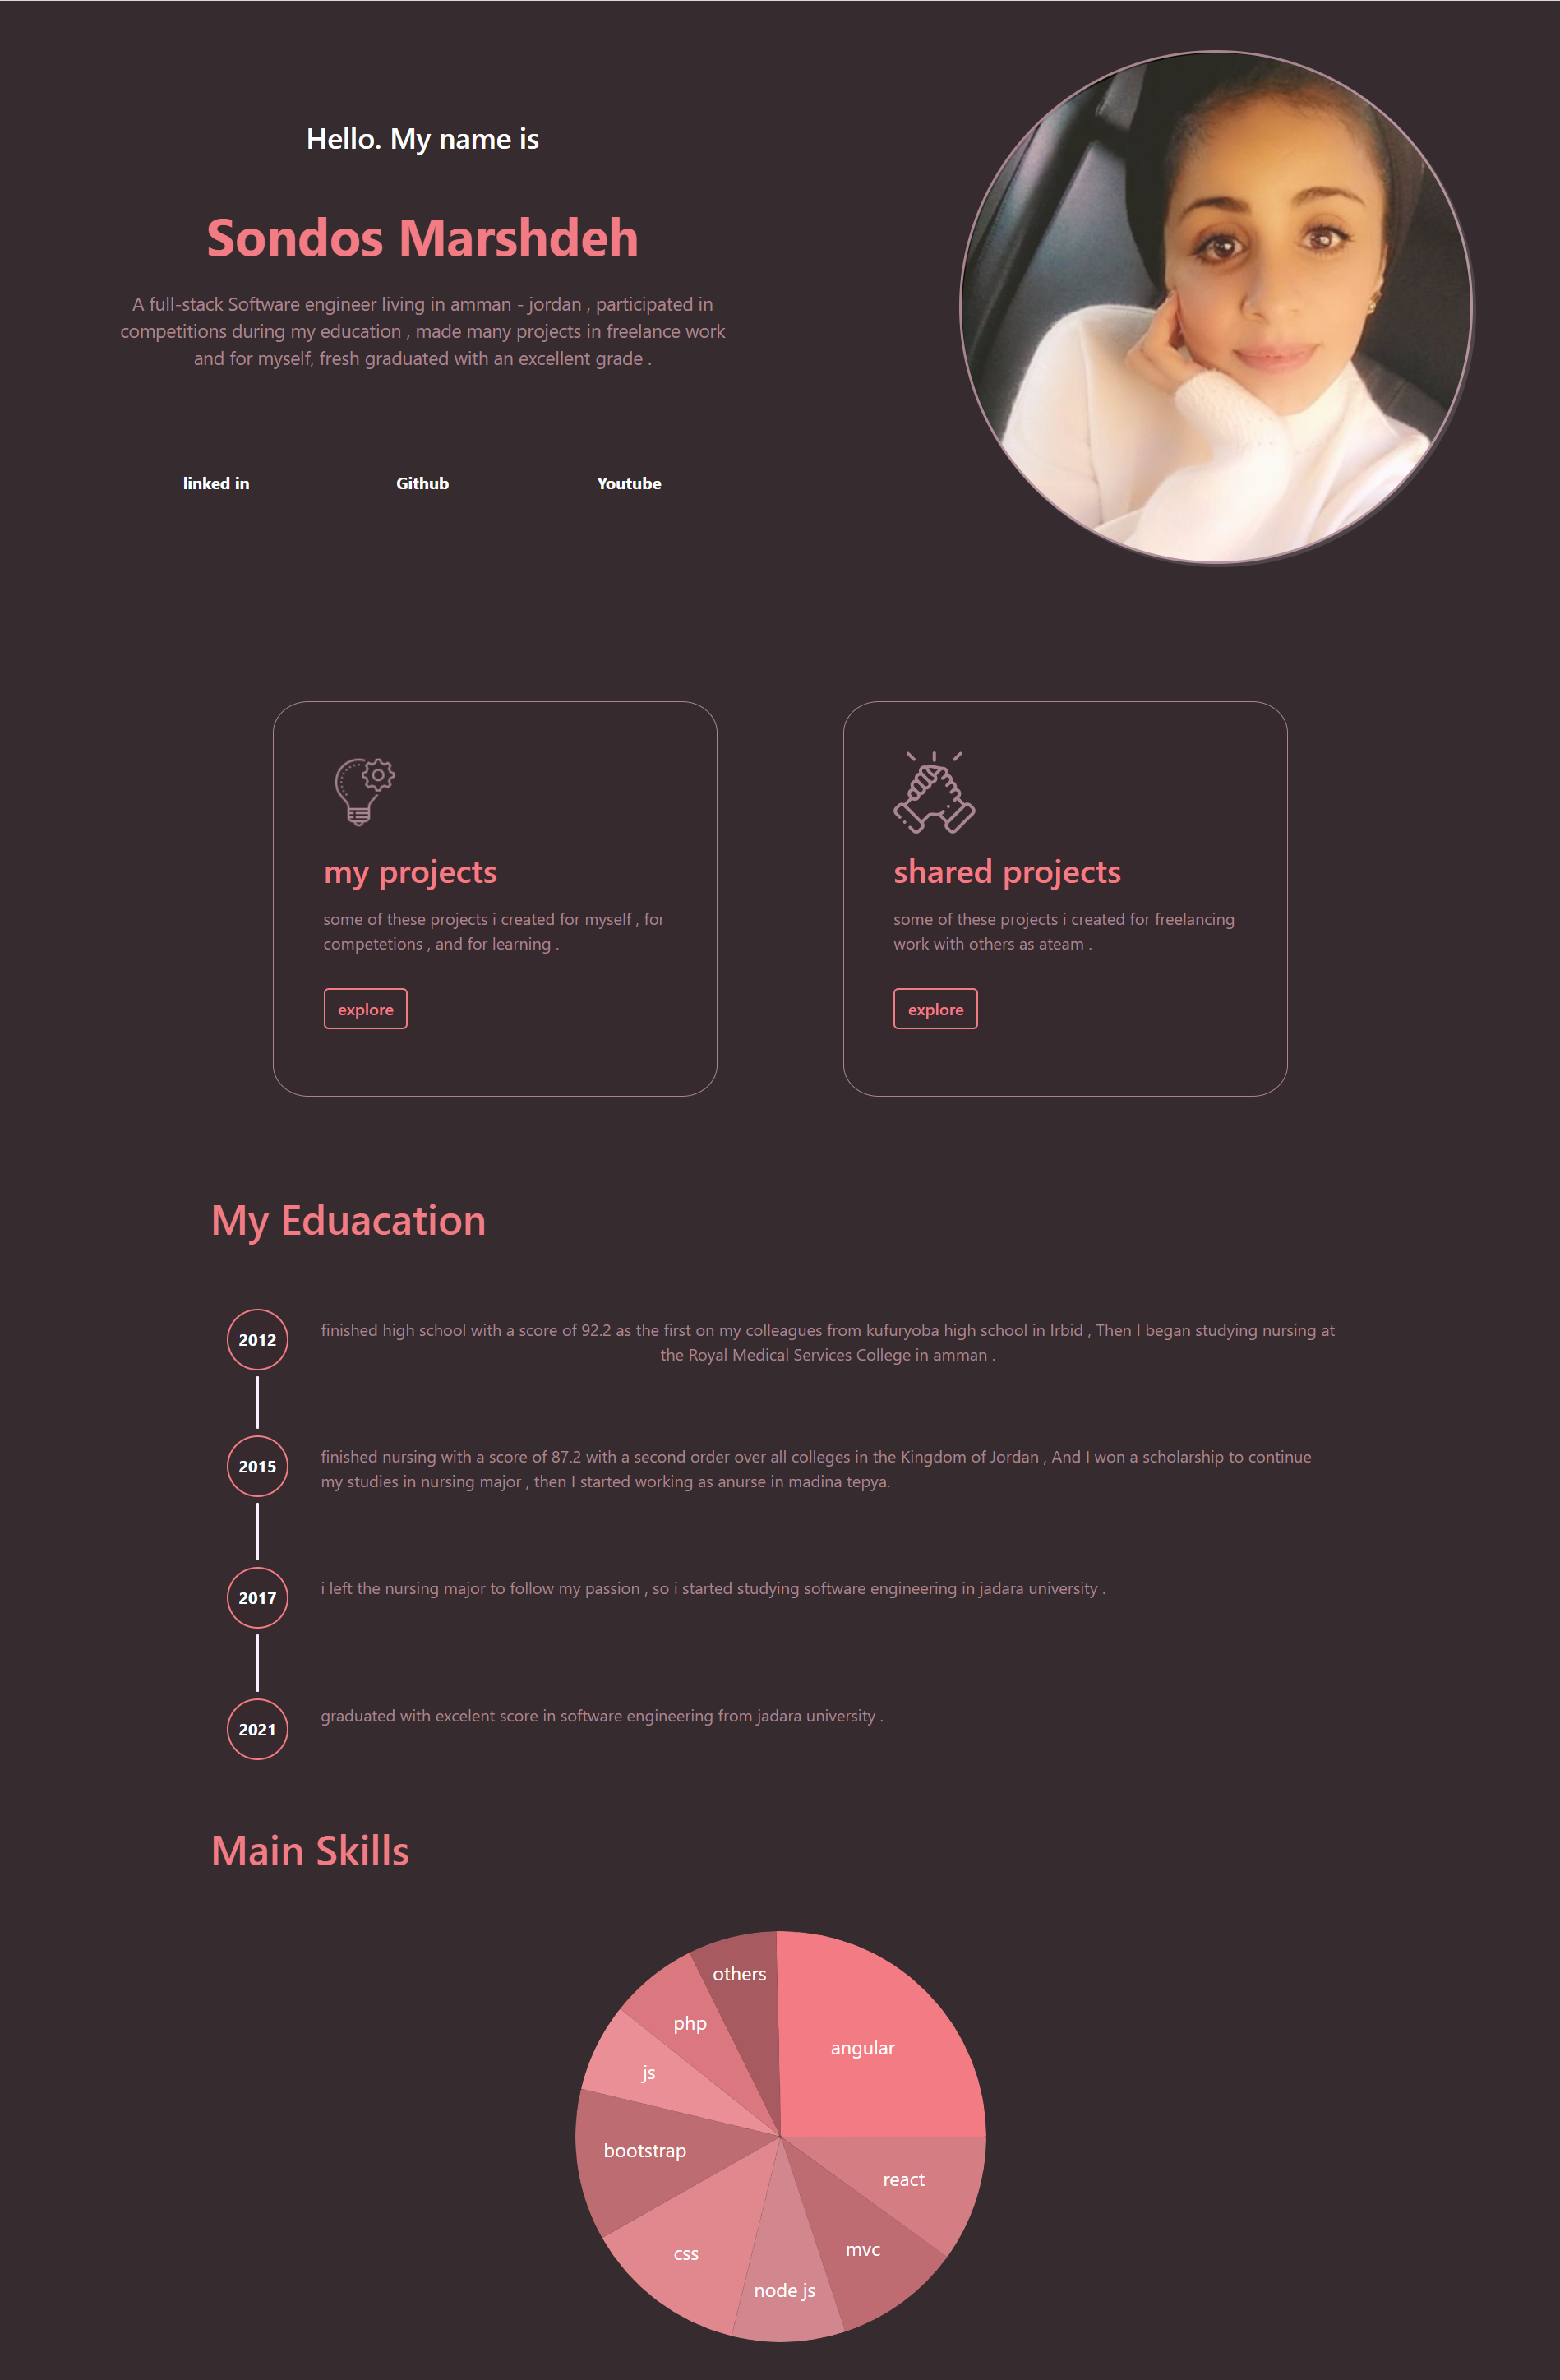 Hello. My name is
Sondos Marshdeh
A full-stack Software engineer living in amman - jordan , participated in
competitions during my education , made many projects in freelance work
and for myself, fresh graduated with an excellent grade .
linked in
Github
Youtube
my projects
some of these projects i created for myself , for
competetions , and for learning .
explore
shared projects
some of these projects i created for freelancing
work with others as ateam .
explore
My Eduacation
2012
finished high school with a score of 92.2 as the first on my colleagues from kufuryoba high school in Irbid , Then I began studying nursing at
the Royal Medical Services College in amman .
2015
finished nursing with a score of 87.2 with a second order over all colleges in the Kingdom of Jordan , And I won a scholarship to continue
my studies in nursing major , then I started working as anurse in madina tepya.
2017
i left the nursing major to follow my passion , so i started studying software engineering in jadara university .
2021
graduated with excelent score in software engineering from jadara university .
Main Skills
others
angular
php
js
bootstrap
react
mvc
css
node js